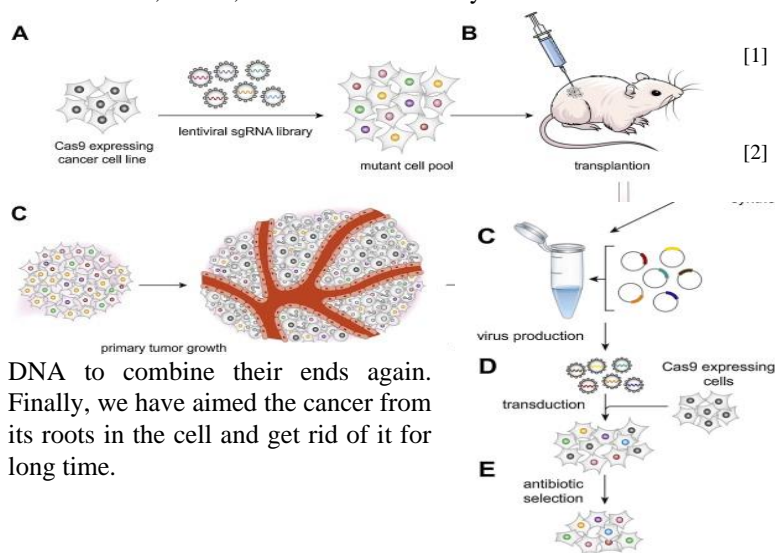 A
B
[1]
lentiviral sgRNA library
Cas9 expressing
cancer cell line
mutant cell pool
transplantion
[2]
C
primary tumor growth
C
virus production
D
Cas9 expressing
cells
transduction
E
antibiotic
selection
DNA to combine their ends again.
Finally, we have aimed the cancer from
its roots in the cell and get rid of it for
long time.